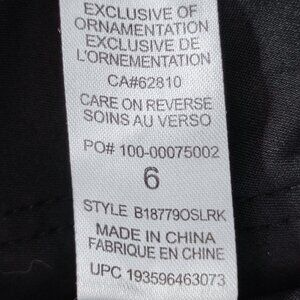 EXCLUSIVE OF
ORNAMENTATION
EXCLUSIVE DE
L'ORNEMENTATION
CA#62810
CARE ON REVERSE
SOINS AU VERSO
PO# 100-00075002
6
STYLE B18779OSLRK
MADE IN CHINA
FABRIQUE EN CHINE
UPC 193596463073